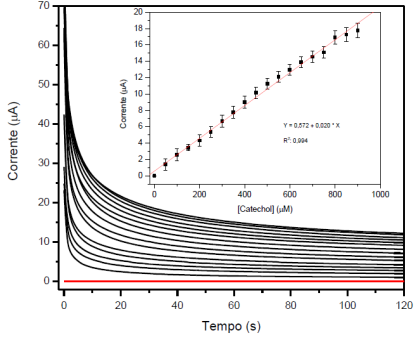 70
60
50
40
30
20
10
0
Corrente (µA)
0 20 40 60 80 100 120
Tempo (s)
20
18
16
14
12
10
8
6
4
2
0
Corrente (µA)
0 200 400 600 800 1000
[Catechol] (µM)
Y = 0,572 + 0,020 * X
R²: 0,994